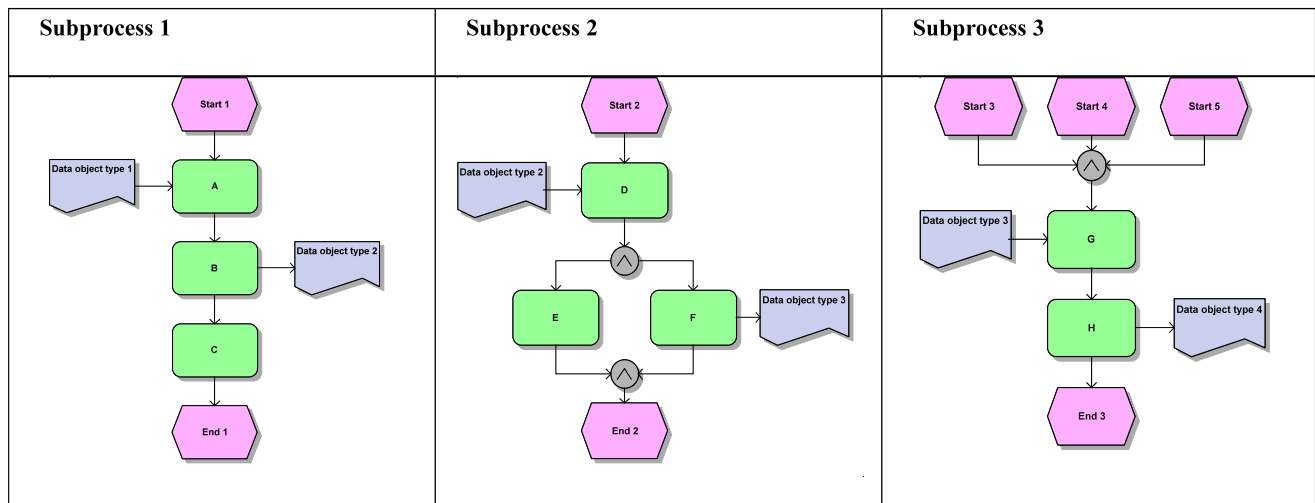 Subprocess 1
Subprocess 2
Subprocess 3
Start 1
Data object type 1
A
B
Data object type 2
C
End 1
Start 2
Data object type 2
D
E
F
Data object type 3
End 2
Start 3
Start 4
Start 5
Data object type 3
G
H
Data object type 4
End 3